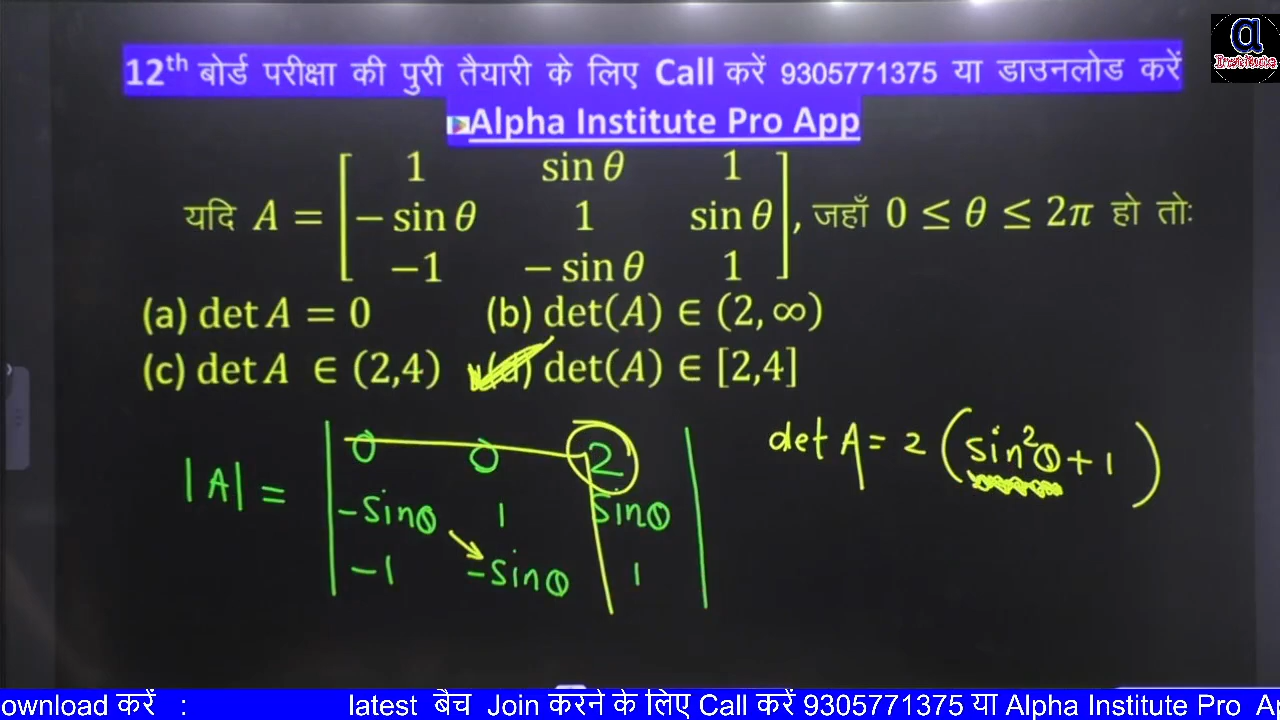 α
Institute
12th बोर्ड परीक्षा की पुरी तैयारी के लिए Call करें 9305771375 या डाउनलोड करें
Alpha Institute Pro App
यदि A = [ 1 sin θ 1
− sin θ 1 sin θ
−1 − sin θ 1 ], जहाँ 0 ≤ θ ≤ 2π हो तोः
(a) det A = 0 (b) det(A) ∈ (2, ∞)
(c) det A ∈ (2,4) (d) det(A) ∈ [2,4]
|A| = | 0 0 2 |
-sinθ 1 sinθ
-1 -sinθ 1
det A = 2 (sin²θ + 1)
ownload करें : latest बैच Join करने के लिए Call करें 9305771375 या Alpha Institute Pro A